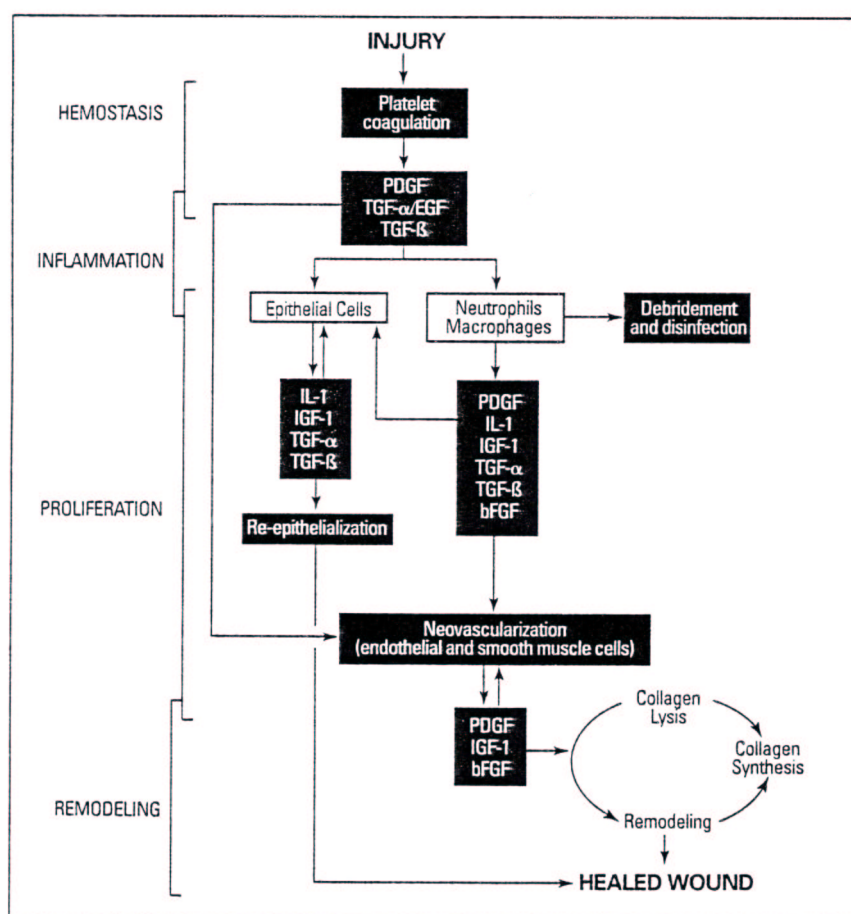 INJURY
HEMOSTASIS
Platelet
coagulation
PDGF
TGF-α/EGF
TGF-ß
INFLAMMATION
Epithelial Cells
Neutrophils
Macrophages
Debridement
and disinfection
IL-1
IGF-1
TGF-α
TGF-ß
PDGF
IL-1
IGF-1
TGF-α
TGF-ß
bFGF
PROLIFERATION
Re-epithelialization
Neovascularization
(endothelial and smooth muscle cells)
PDGF
IGF-1
bFGF
Collagen
Lysis
Collagen
Synthesis
REMODELING
Remodeling
HEALED WOUND